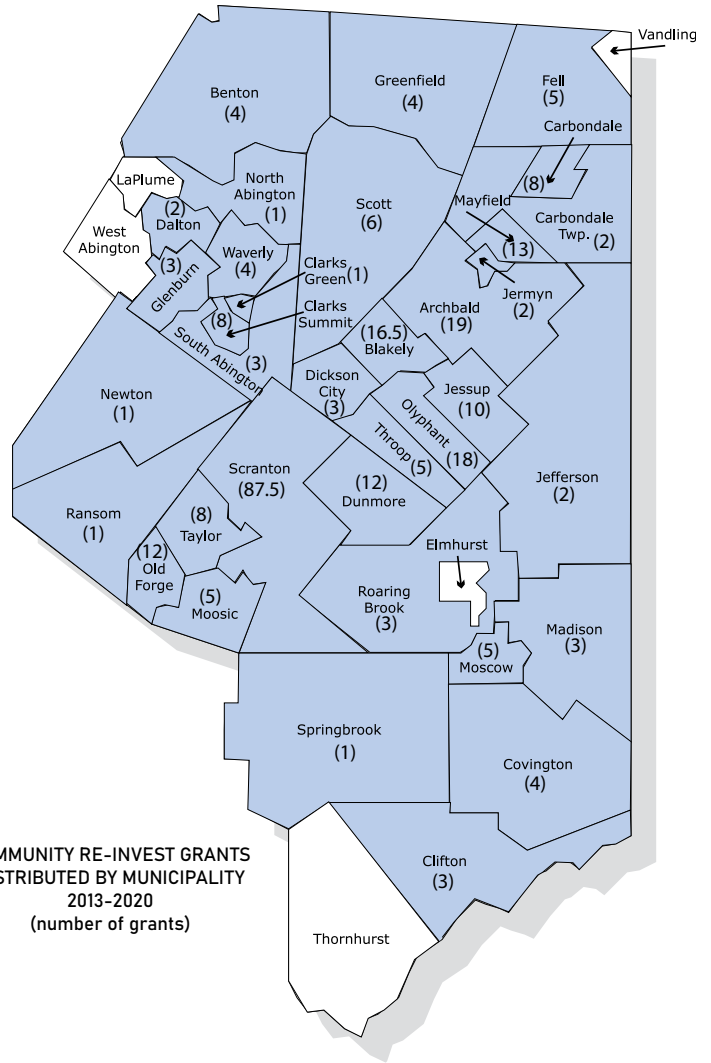 Vandling
Benton
(4)
Greenfield
(4)
Fell
(5)
Carbondale
(8)
LaPlume
North
Abington
(1)
Scott
(6)
Mayfield
(13)
Carbondale
Twp.
(2)
West
Abington
(2)
Dalton
Waverly
(4)
Clarks
Green(1)
(3)
Glenburn
Clarks
Summit
(8)
Archbald
(19)
Jermyn
(2)
South Abington
(3)
(16.5)
Blakely
Dickson
City
(3)
Jessup
(10)
Newton
(1)
Olyphant
(18)
Throop
(5)
Scranton
(87.5)
(12)
Dunmore
Jefferson
(2)
Ransom
(1)
(8)
Taylor
(12)
Old
Forge
Elmhurst
(5)
Moosic
Roaring
Brook
(3)
Madison
(3)
(5)
Moscow
Springbrook
(1)
Covington
(4)
MMUNITY RE-INVEST GRANTS
STRIBUTED BY MUNICIPALITY
2013-2020
(number of grants)
Clifton
(3)
Thornhurst